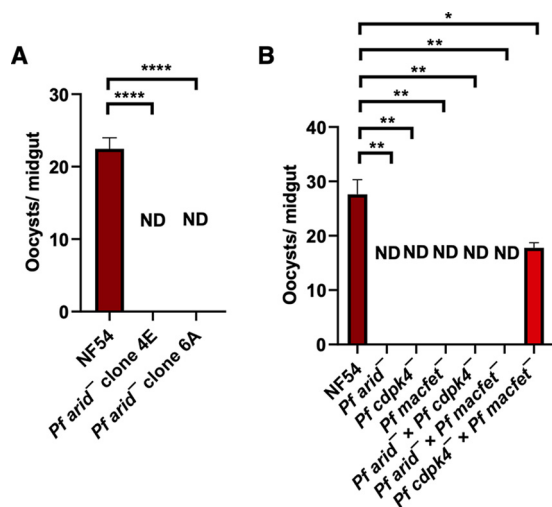 A
****
****
Oocysts/ midgut
30
20
10
0
ND ND
NF54
Pf arid⁻ clone 4E
Pf arid⁻ clone 6A
B
*
**
**
**
**
**
Oocysts/ midgut
40
30
20
10
0
ND ND ND ND ND
NF54
Pf arid⁻
Pf cdpk4⁻
Pf macfet⁻
Pf arid⁻ × Pf cdpk4⁻
Pf arid⁻ × Pf macfet⁻
Pf cdpk4⁻ × Pf macfet⁻